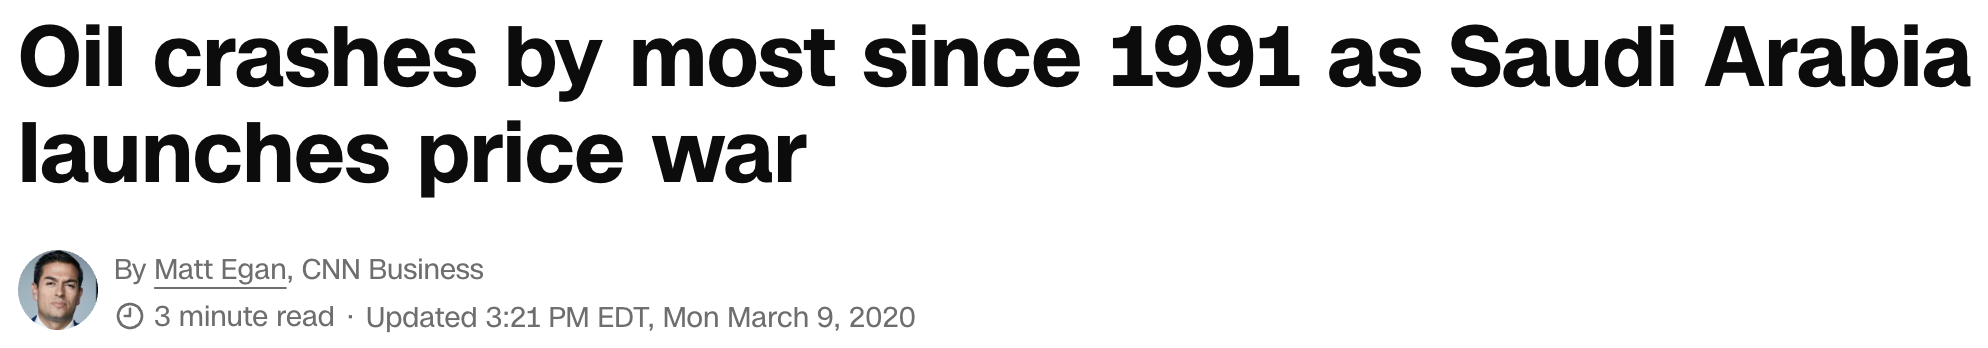 Oil crashes by most since 1991 as Saudi Arabia
launches price war
By Matt Egan, CNN Business
3 minute read · Updated 3:21 PM EDT, Mon March 9, 2020